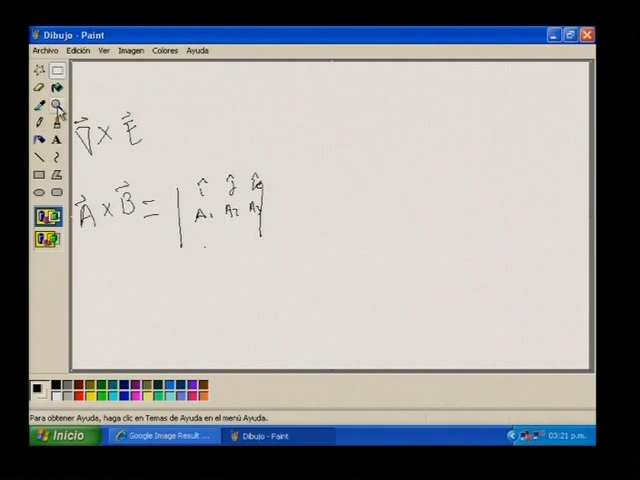 Dibujo - Paint
Archivo Edición Ver Imagen Colores Ayuda
∇⃗ × E⃗
A⃗ × B⃗ = | î ĵ k̂ |
A₁ A₂ A₃
Para obtener Ayuda, haga clic en Temas de Ayuda en el menú Ayuda.
Inicio Google Image Result ... Dibujo - Paint 03:21 p.m.